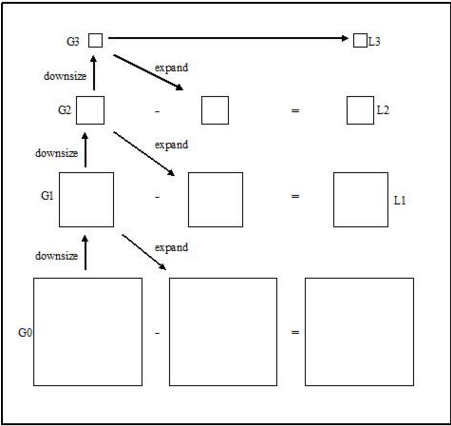 G3 L3
expand
downsize
G2 - = L2
expand
downsize
G1 - = L1
expand
downsize
G0 - =